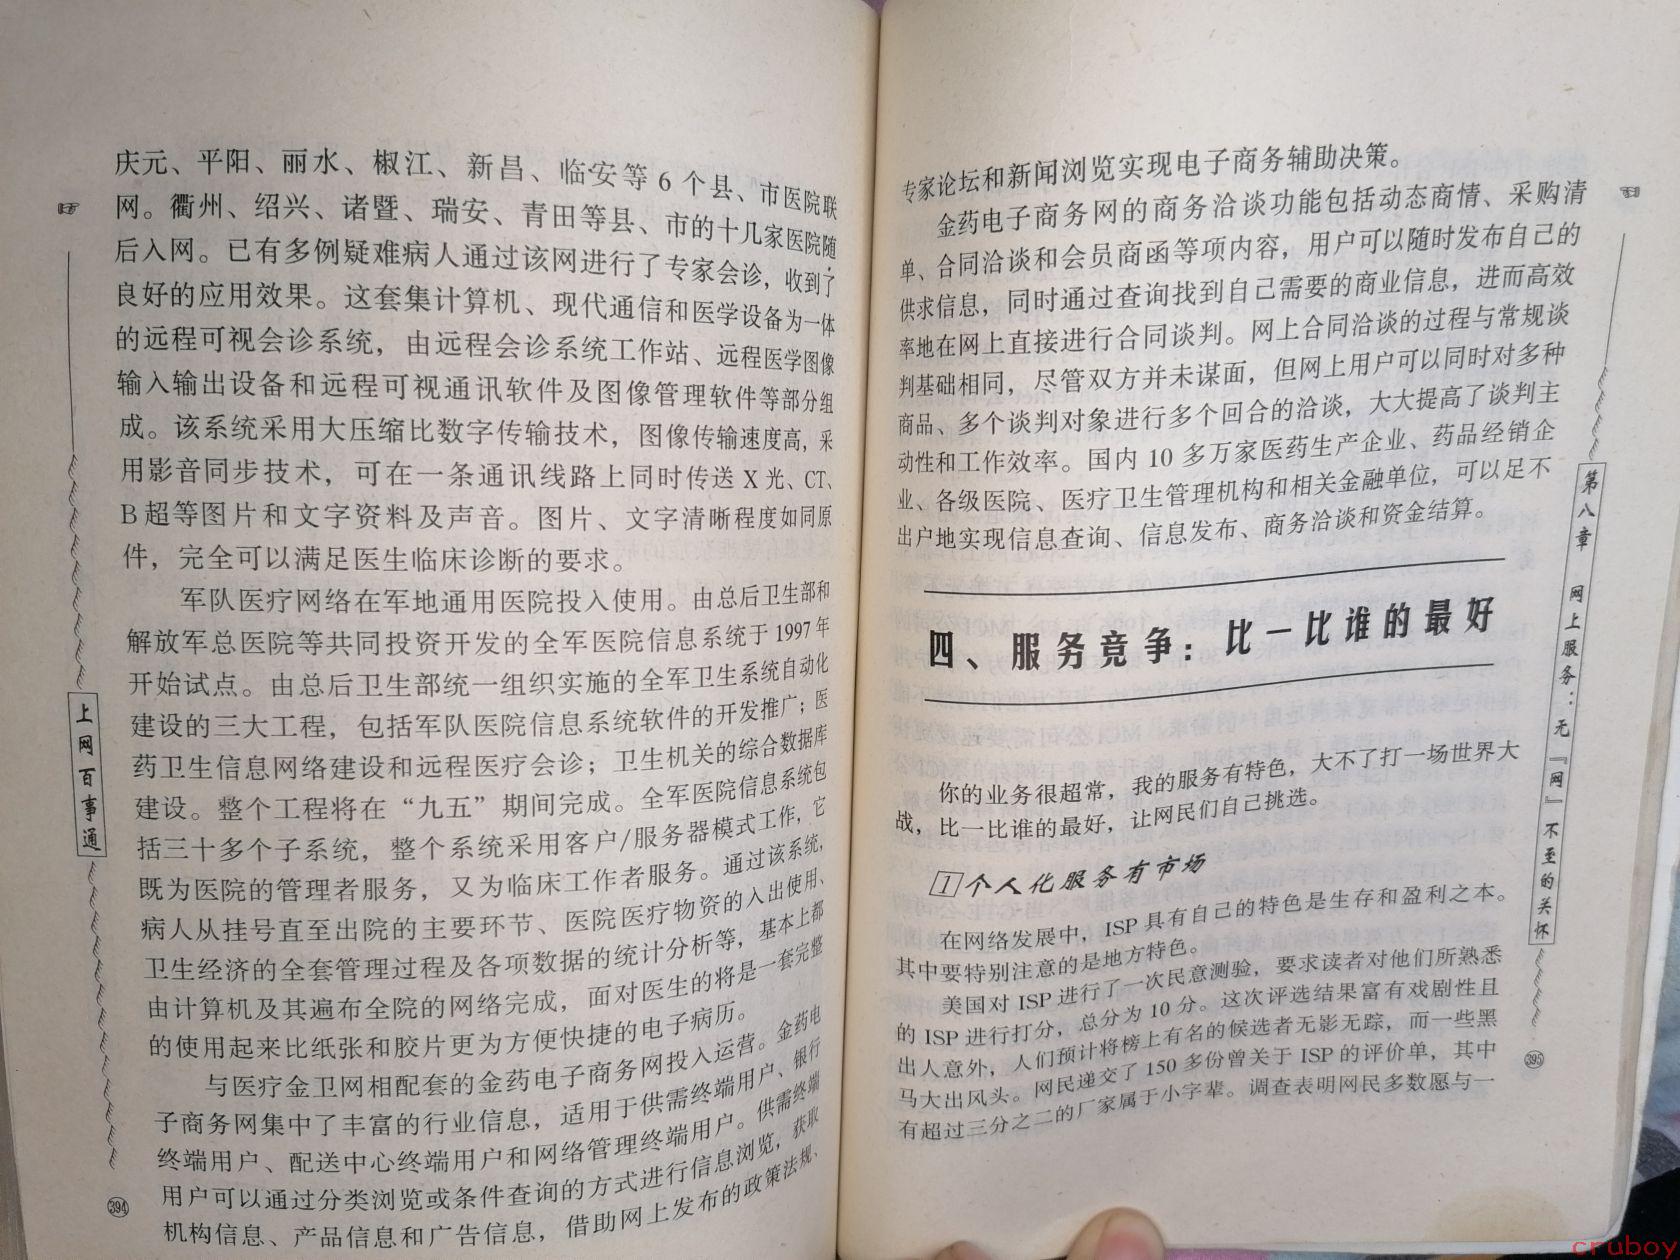 庆元、平阳、丽水、椒江、新昌、临安等 6 个县、市医院联
网。衢州、绍兴、诸暨、瑞安、青田等县、市的十几家医院随
后入网。已有多例疑难病人通过该网进行了专家会诊，收到了
良好的应用效果。这套集计算机、现代通信和医学设备为一体
的远程可视会诊系统，由远程会诊系统工作站、远程医学图像
输入输出设备和远程可视通讯软件及图像管理软件等部分组
成。该系统采用大压缩比数字传输技术，图像传输速度高，采
用影音同步技术，可在一条通讯线路上同时传送 X 光、CT、
B 超等图片和文字资料及声音。图片、文字清晰程度如同原
件，完全可以满足医生临床诊断的要求。
军队医疗网络在军地通用医院投入使用。由总后卫生部和
解放军总医院等共同投资开发的全军医院信息系统于 1997 年
开始试点。由总后卫生部统一组织实施的全军卫生系统自动化
建设的三大工程，包括军队医院信息系统软件的开发推广；医
药卫生信息网络建设和远程医疗会诊；卫生机关的综合数据库
建设。整个工程将在“九五”期间完成。全军医院信息系统包
括三十多个子系统，整个系统采用客户/服务器模式工作，它
既为医院的管理者服务，又为临床工作者服务。通过该系统，
病人从挂号直至出院的主要环节、医院医疗物资的入出使用、
卫生经济的全套管理过程及各项数据的统计分析等，基本上都
由计算机及其遍布全院的网络完成，面对医生的将是一套完整
的使用起来比纸张和胶片更为方便快捷的电子病历。
与医疗金卫网相配套的金药电子商务网投入运营。金药电
子商务网集中了丰富的行业信息，适用于供需终端用户、银行
终端用户、配送中心终端用户和网络管理终端用户。供需终端
用户可以通过分类浏览或条件查询的方式进行信息浏览，获取
机构信息、产品信息和广告信息，借助网上发布的政策法规、
上网百事通
394
专家论坛和新闻浏览实现电子商务辅助决策。
金药电子商务网的商务洽谈功能包括动态商情、采购清
单、合同洽谈和会员商函等项内容，用户可以随时发布自己的
供求信息，同时通过查询找到自己需要的商业信息，进而高效
率地在网上直接进行合同谈判。网上合同洽谈的过程与常规谈
判基础相同，尽管双方并未谋面，但网上用户可以同时对多种
商品、多个谈判对象进行多个回合的洽谈，大大提高了谈判主
动性和工作效率。国内 10 多万家医药生产企业、药品经销企
业、各级医院、医疗卫生管理机构和相关金融单位，可以足不
出户地实现信息查询、信息发布、商务洽谈和资金结算。
四、服务竞争：比一比谁的最好
你的业务很超常，我的服务有特色，大不了打一场世界大
战，比一比谁的最好，让网民们自己挑选。
1 个人化服务有市场
在网络发展中，ISP 具有自己的特色是生存和盈利之本。
其中要特别注意的是地方特色。
美国对 ISP 进行了一次民意测验，要求读者对他们所熟悉
的 ISP 进行打分，总分为 10 分。这次评选结果富有戏剧性且
出人意外，人们预计将榜上有名的候选者无影无踪，而一些黑
马大出风头。网民递交了 150 多份曾关于 ISP 的评价单，其中
有超过三分之二的厂家属于小字辈。调查表明网民多数愿与一
第八章 网上服务：无『网』不至的关怀
395
cruboy